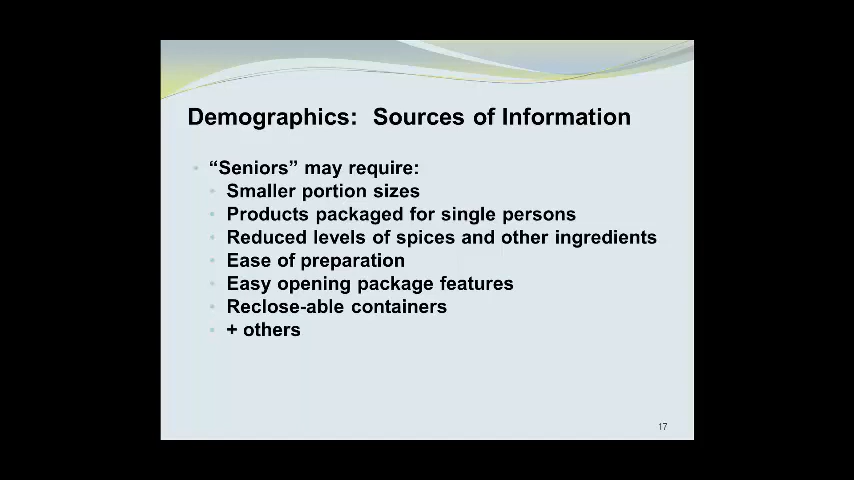 Demographics: Sources of Information
“Seniors” may require:
Smaller portion sizes
Products packaged for single persons
Reduced levels of spices and other ingredients
Ease of preparation
Easy opening package features
Reclose-able containers
+ others
17